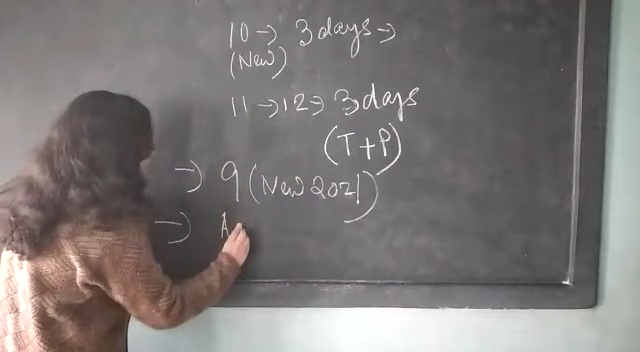 10 → 3 days →
(New)
11 → 12 → 3 days
(T + P)
→ 9 (New 2021)
→ A